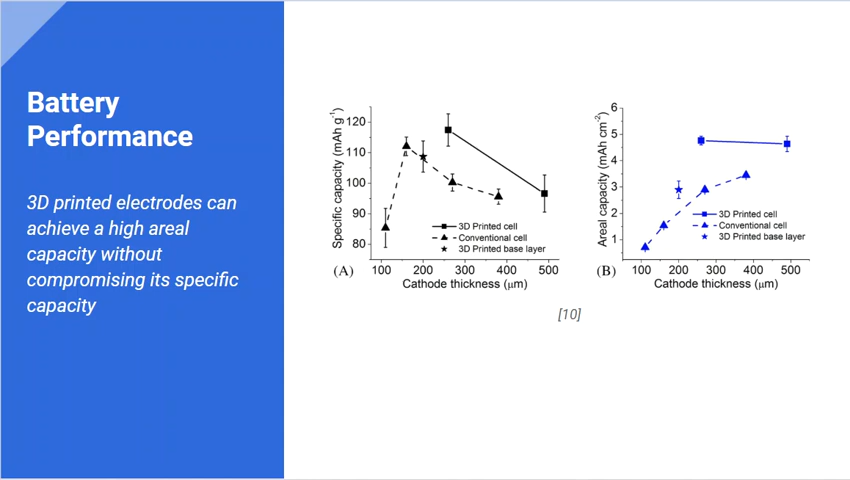 Battery
Performance
3D printed electrodes can
achieve a high areal
capacity without
compromising its specific
capacity
Specific capacity (mAh g⁻¹)
120
110
100
90
80
3D Printed cell
Conventional cell
3D Printed base layer
100 200 300 400 500
(A) Cathode thickness (μm)
Areal capacity (mAh cm⁻²)
6
5
4
3
2
1
3D Printed cell
Conventional cell
3D Printed base layer
100 200 300 400 500
(B) Cathode thickness (μm)
[10]